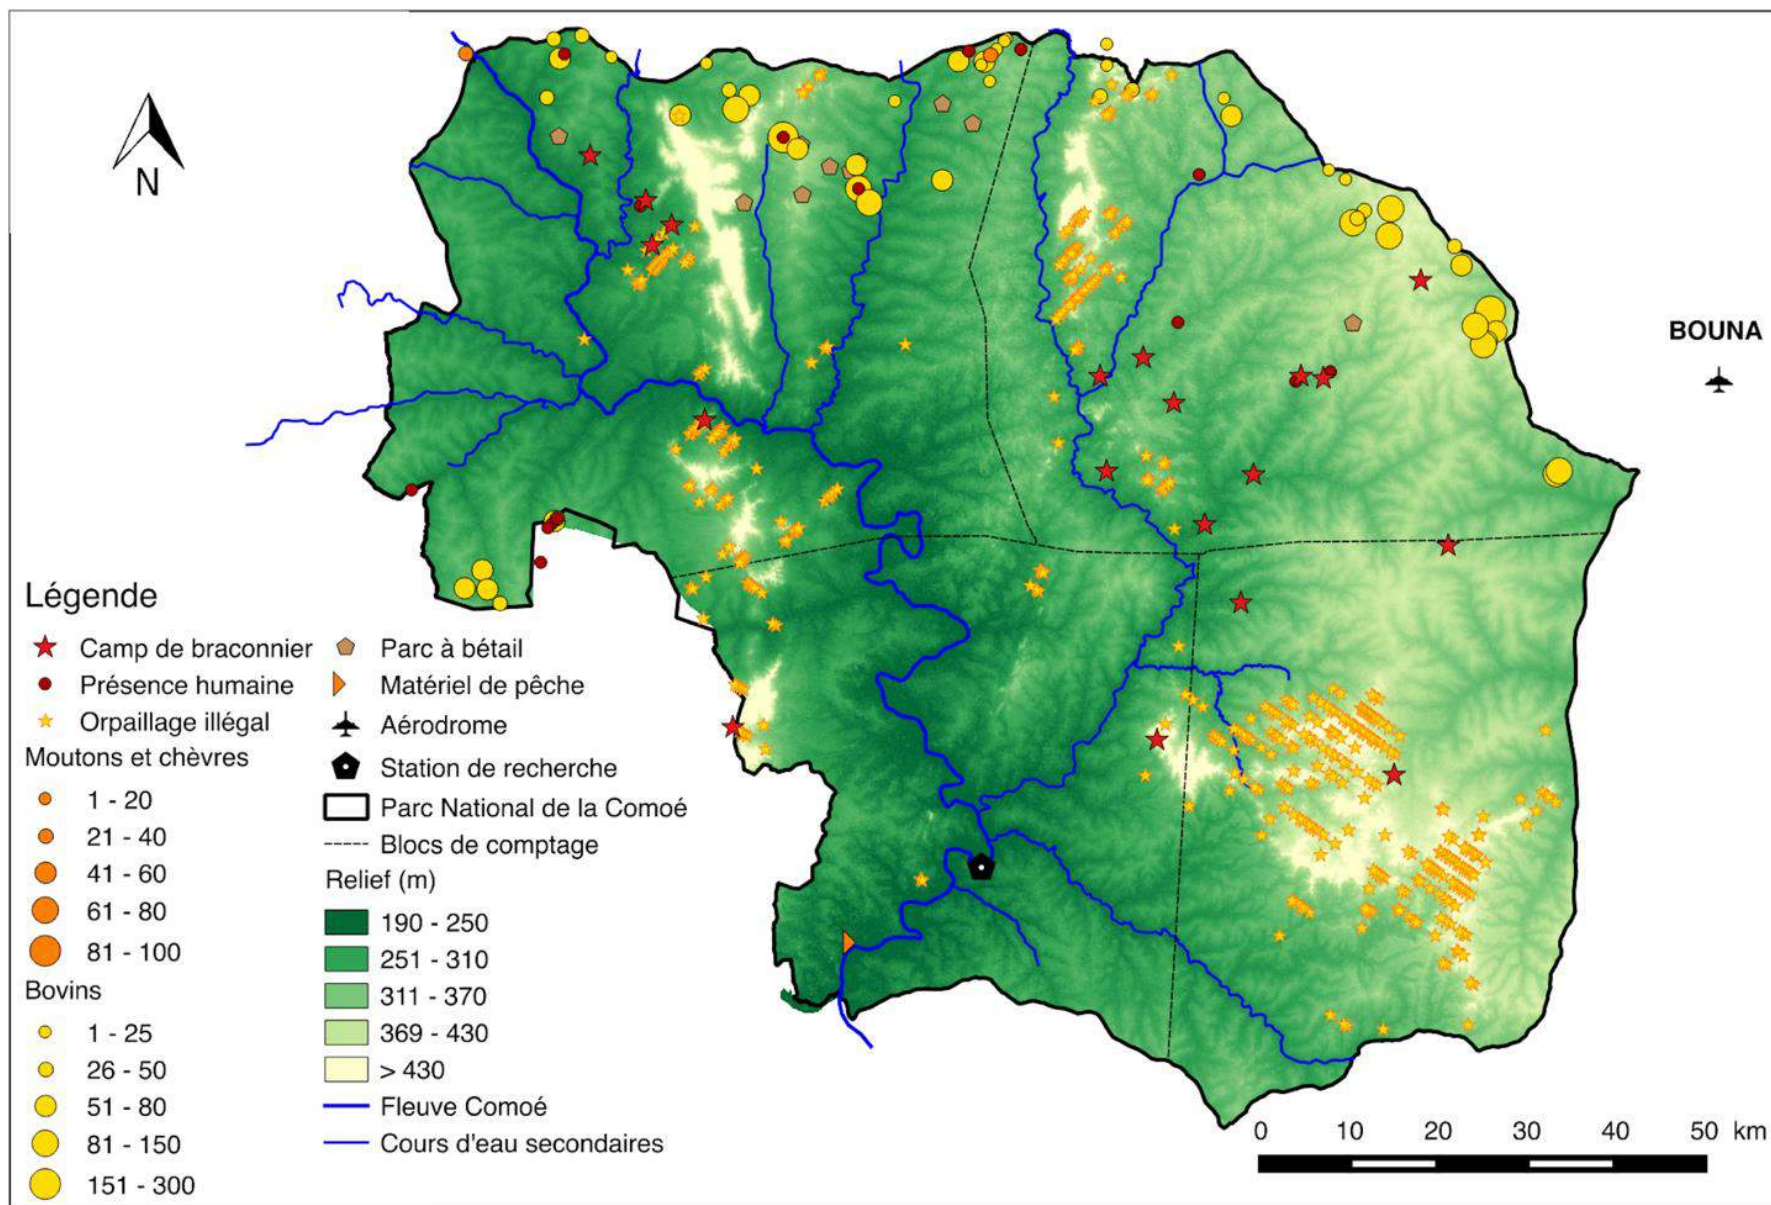 N
BOUNA
Légende
Camp de braconnier
Présence humaine
Orpaillage illégal
Moutons et chèvres
1 - 20
21 - 40
41 - 60
61 - 80
81 - 100
Bovins
1 - 25
26 - 50
51 - 80
81 - 150
151 - 300
Parc à bétail
Matériel de pêche
Aérodrome
Station de recherche
Parc National de la Comoé
Blocs de comptage
Relief (m)
190 - 250
251 - 310
311 - 370
369 - 430
> 430
Fleuve Comoé
Cours d'eau secondaires
0 10 20 30 40 50 km